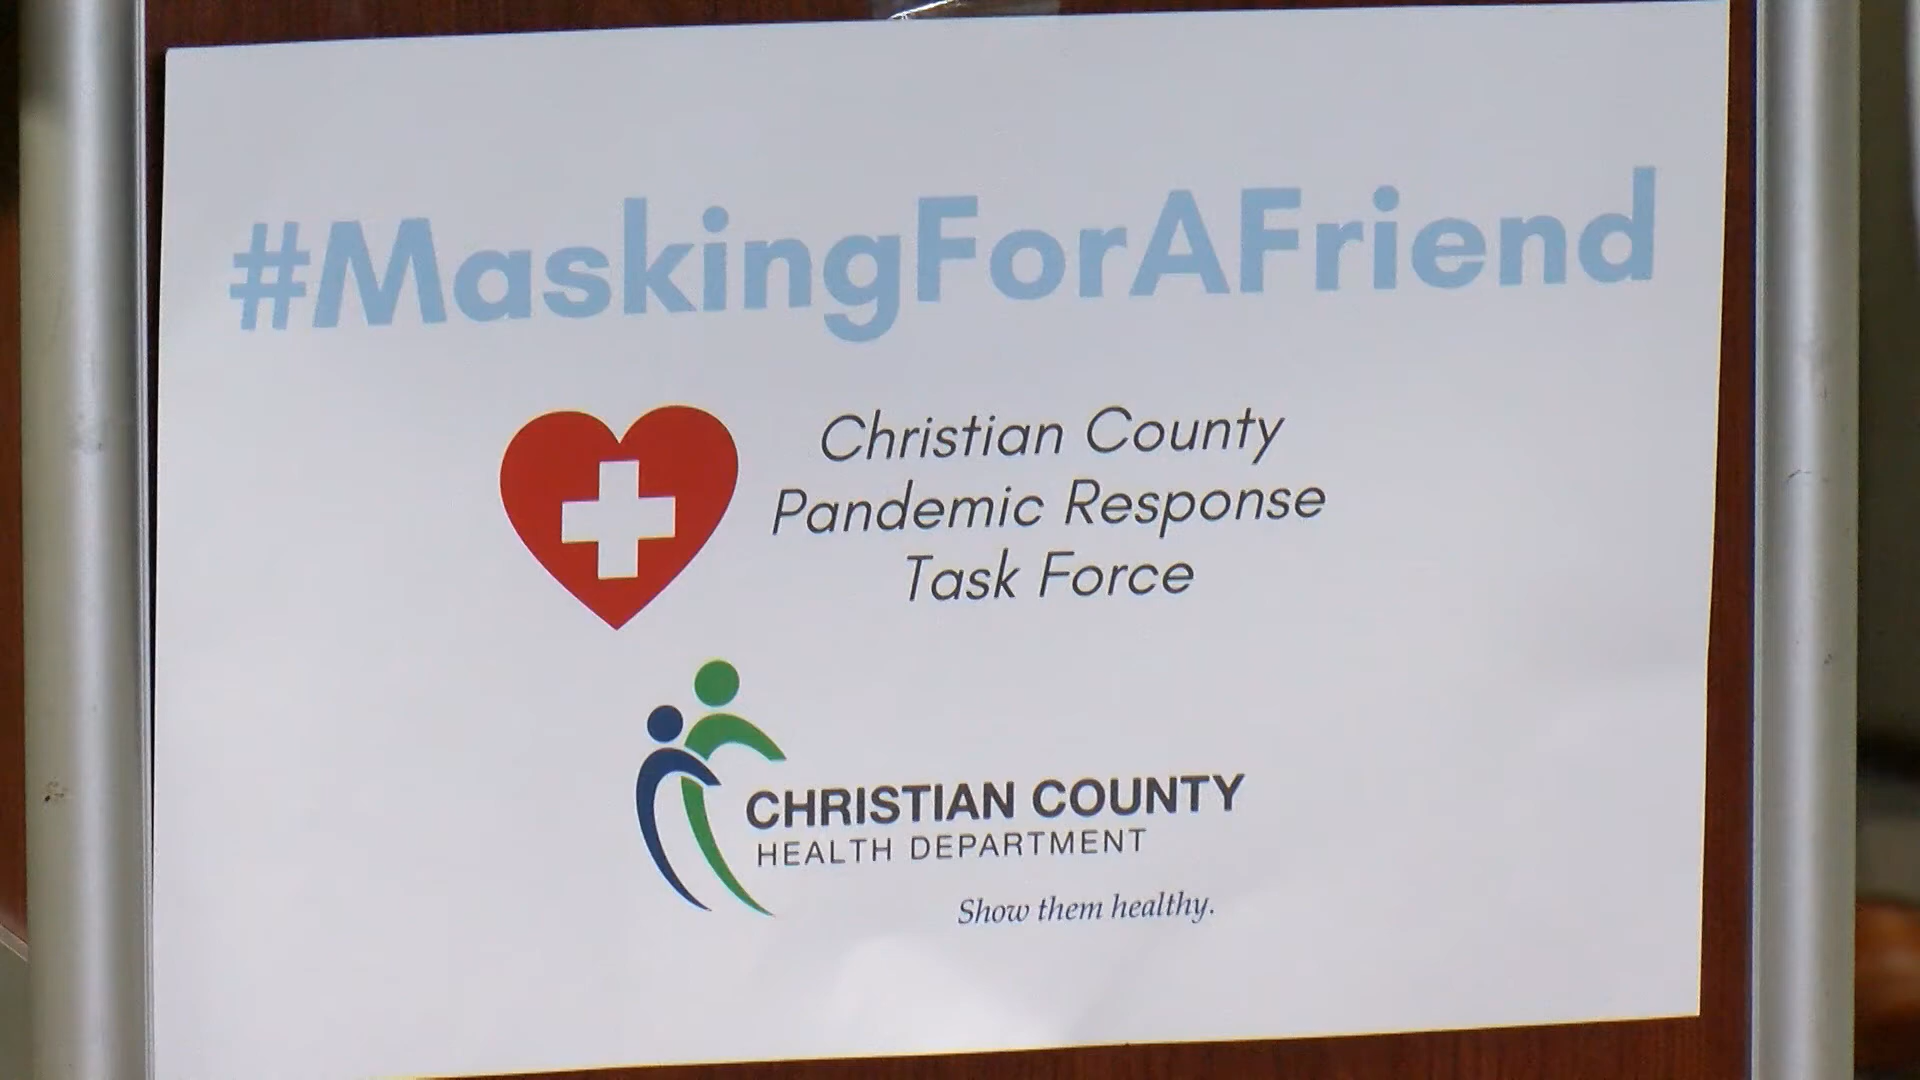 #MaskingForAFriend
Christian County
Pandemic Response
Task Force
CHRISTIAN COUNTY
HEALTH DEPARTMENT
Show them healthy.